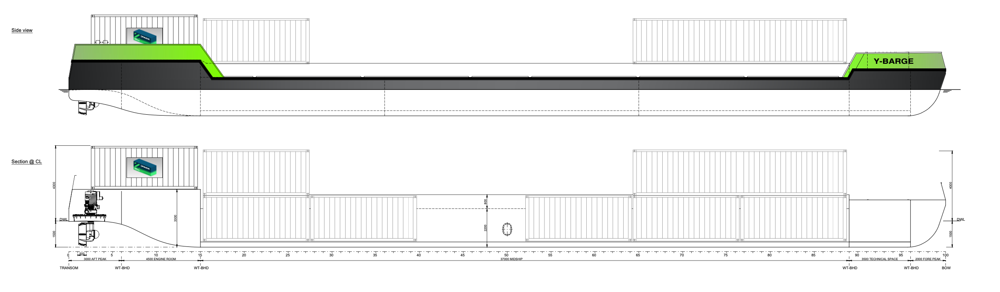 Side view
PACK
Y-BARGE
Section @ CL
PACK
4300
4000
800
3300
2200
DWL
DWL
1500
1500
0 5 10 15 20 25 30 35 40 45 50 55 60 65 70 75 80 85 90 95 100
500
3000 AFT PEAK 4500 ENGINE ROOM 37000 MIDSHIP 3500 TECHNICAL SPACE 2000 FORE PEAK
TRANSOM WT-BHD WT-BHD WT-BHD WT-BHD BOW